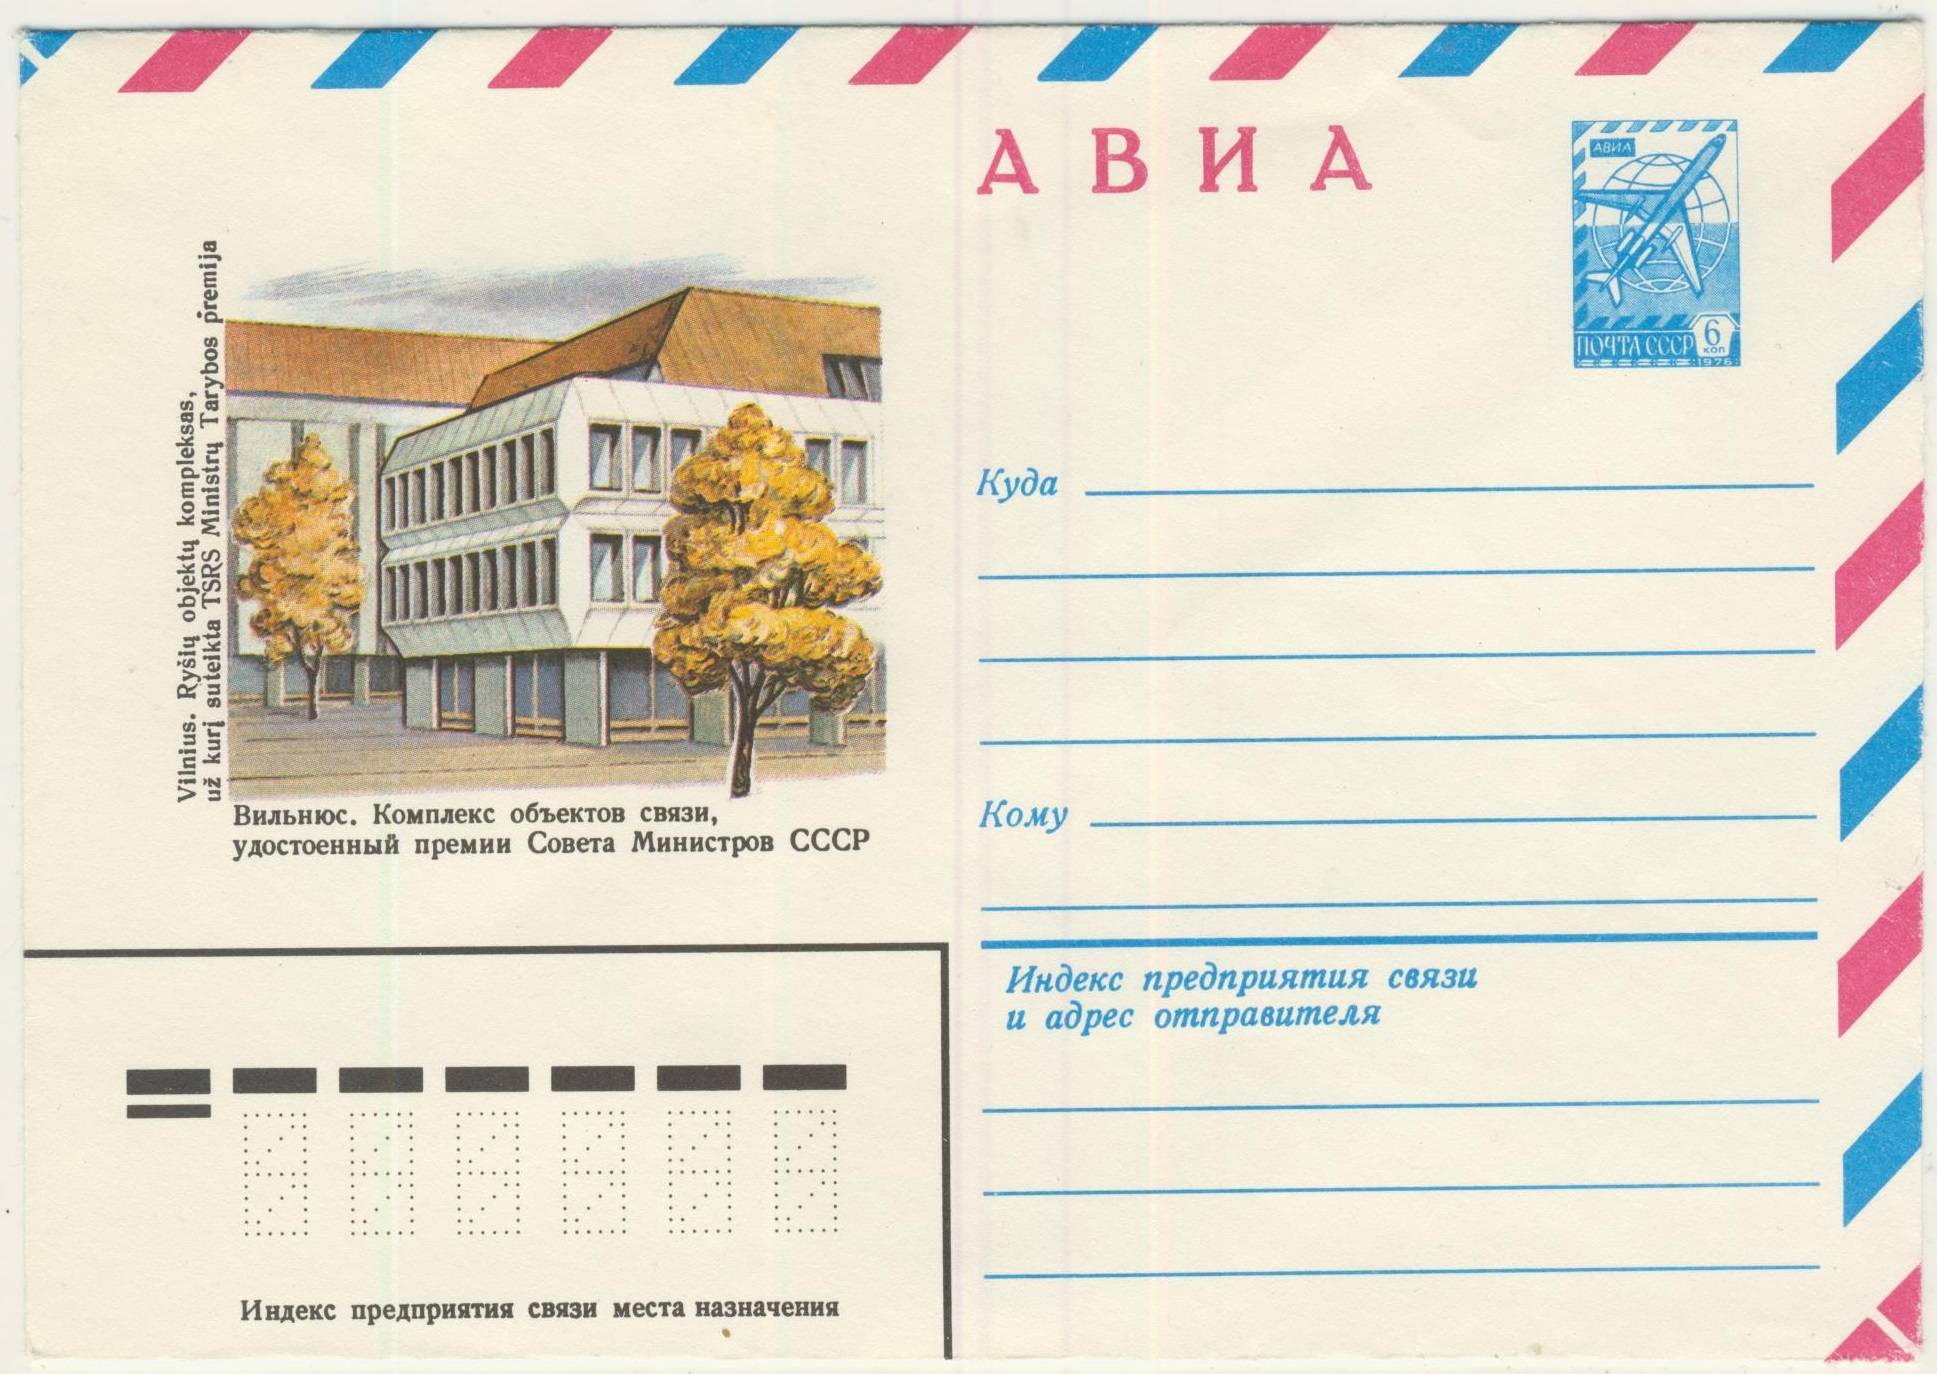 АВИА
АВИА
ПОЧТА СССР
6
коп
1976
Vilnius. Ryšių objektų kompleksas,
už kurį suteikta TSRS Ministrų Tarybos premija
Вильнюс. Комплекс объектов связи,
удостоенный премии Совета Министров СССР
Куда
Кому
Индекс предприятия связи
и адрес отправителя
Индекс предприятия связи места назначения